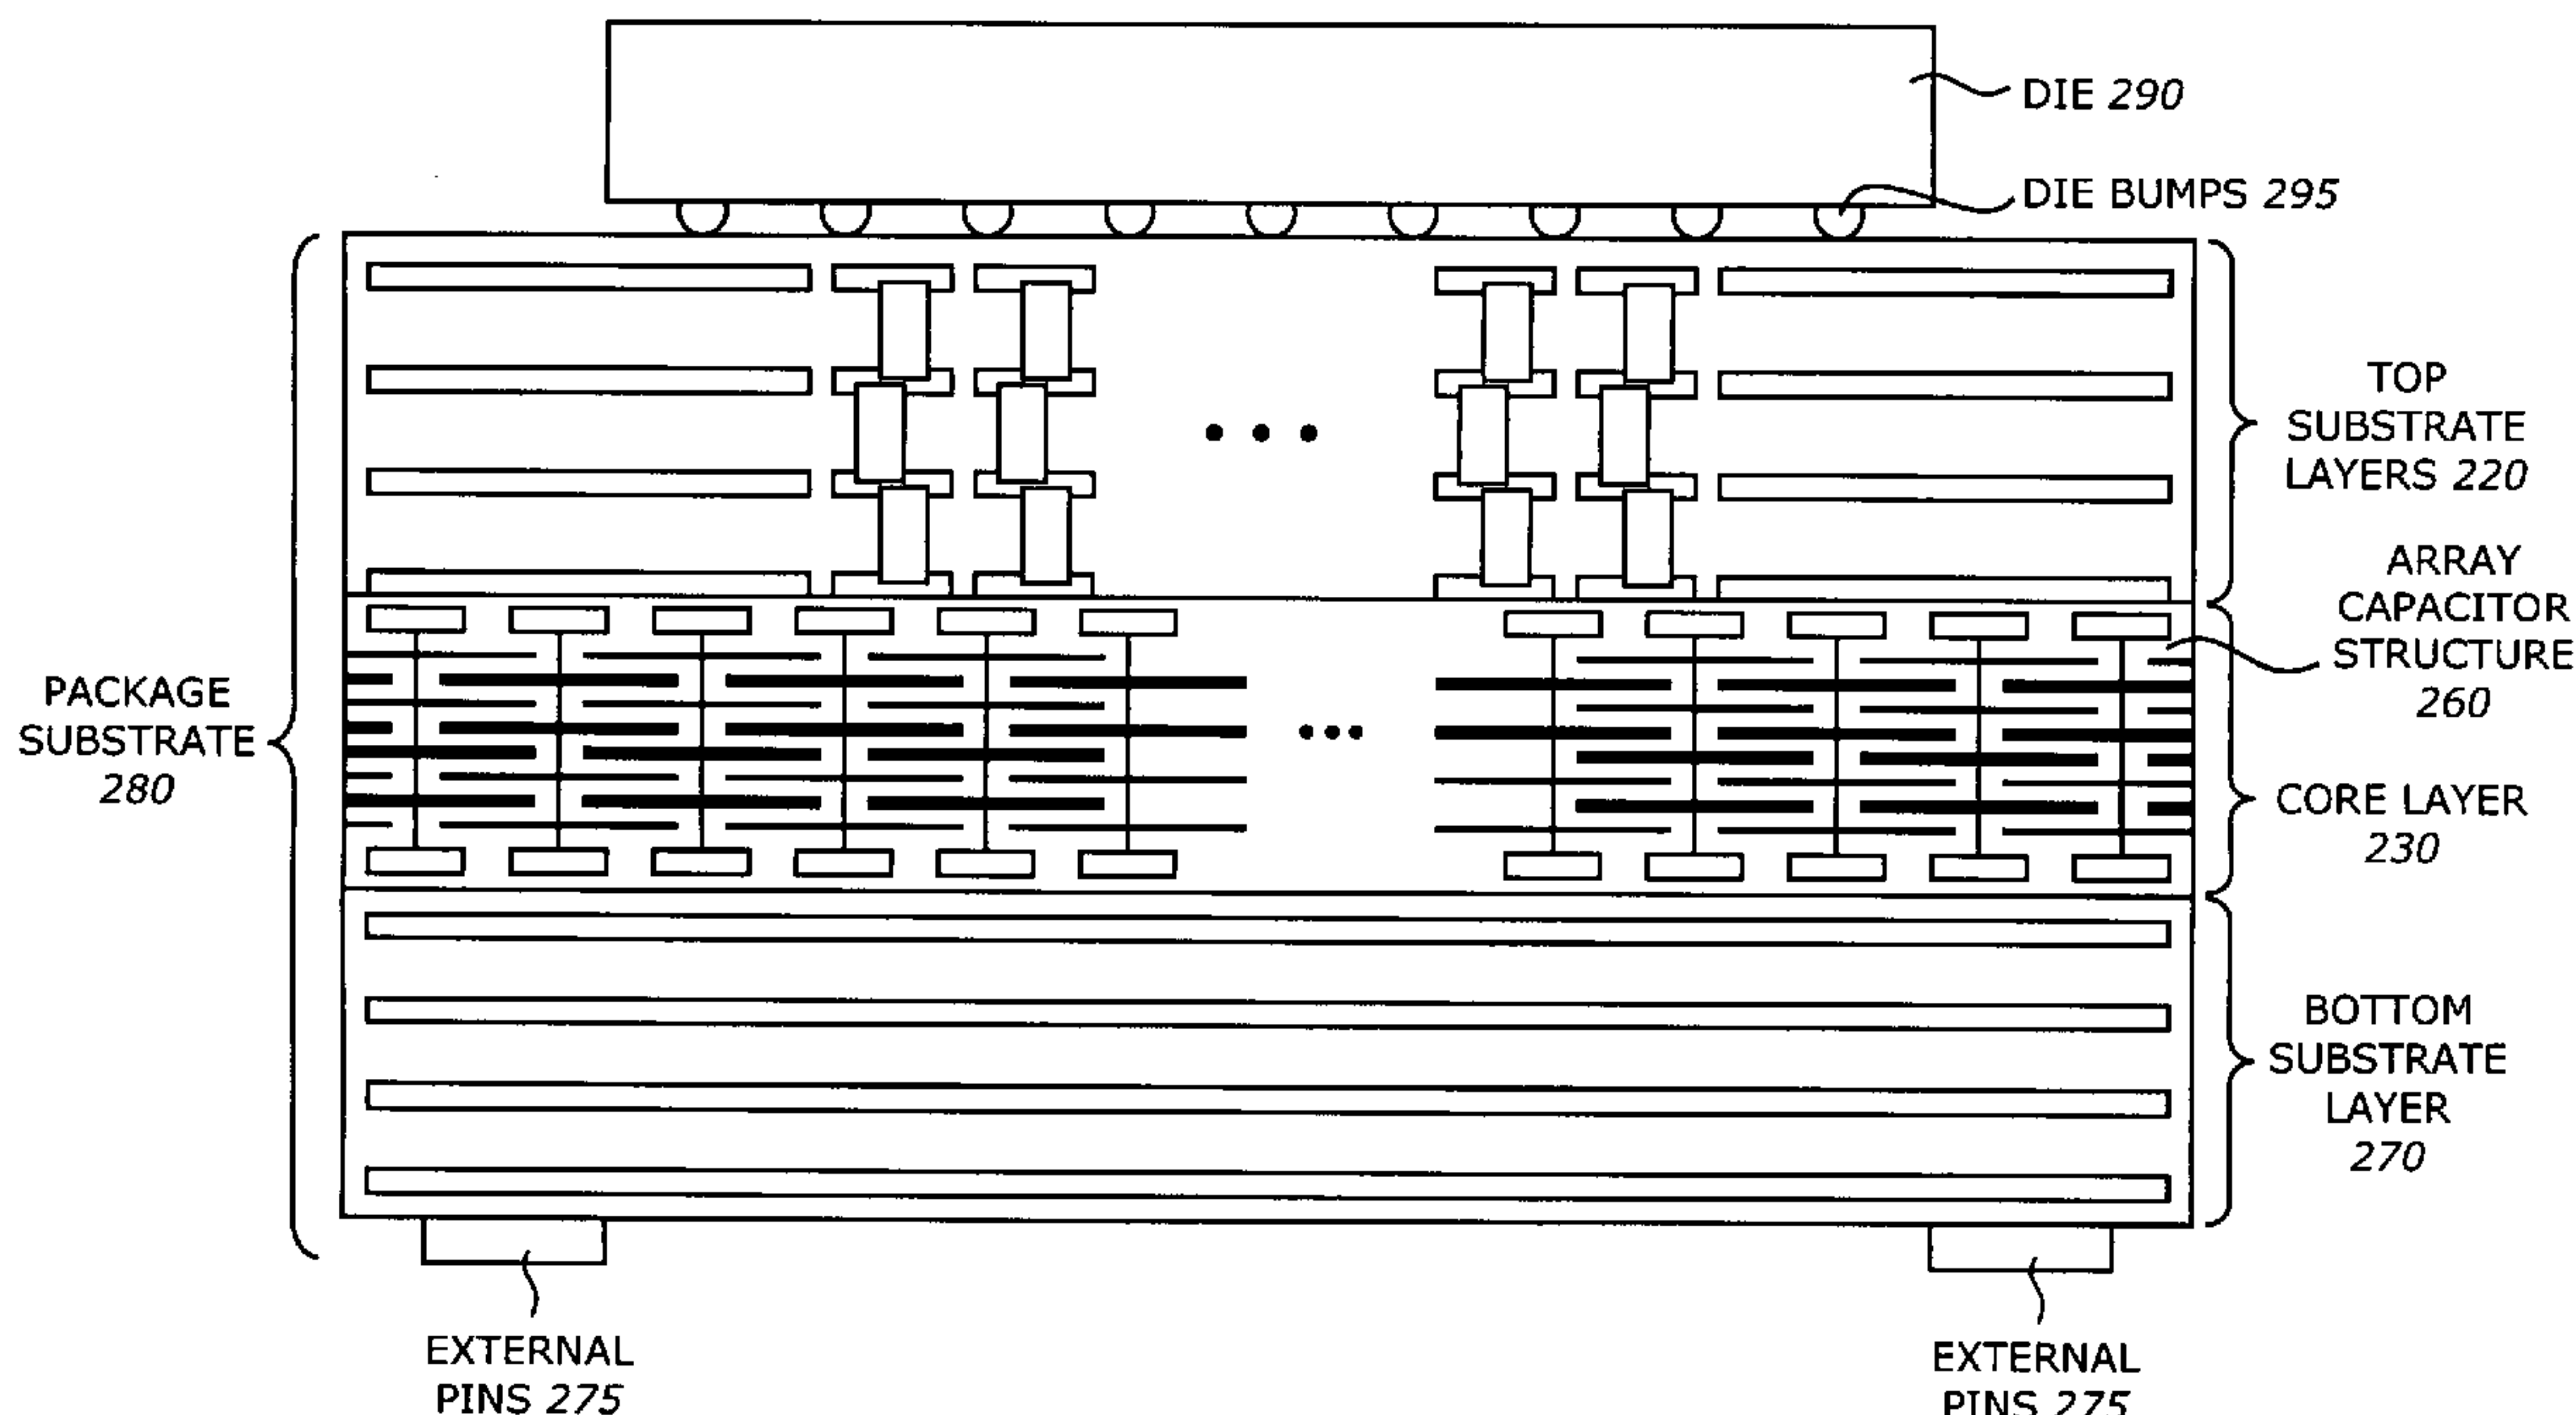 DIE 290
DIE BUMPS 295
TOP
SUBSTRATE
LAYERS 220
ARRAY
CAPACITOR
STRUCTURE
260
PACKAGE
SUBSTRATE
280
CORE LAYER
230
BOTTOM
SUBSTRATE
LAYER
270
EXTERNAL
PINS 275
EXTERNAL
PINS 275